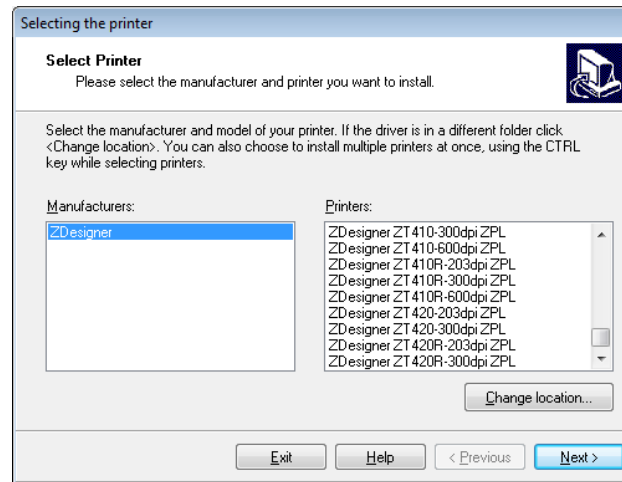 Selecting the printer
Select Printer
Please select the manufacturer and printer you want to install.
Select the manufacturer and model of your printer. If the driver is in a different folder click
<Change location>. You can also choose to install multiple printers at once, using the CTRL
key while selecting printers.
Manufacturers:
ZDesigner
Printers:
ZDesigner ZT410-300dpi ZPL
ZDesigner ZT410-600dpi ZPL
ZDesigner ZT410R-203dpi ZPL
ZDesigner ZT410R-300dpi ZPL
ZDesigner ZT410R-600dpi ZPL
ZDesigner ZT420-203dpi ZPL
ZDesigner ZT420-300dpi ZPL
ZDesigner ZT420R-203dpi ZPL
ZDesigner ZT420R-300dpi ZPL
Change location...
Exit
Help
< Previous
Next >